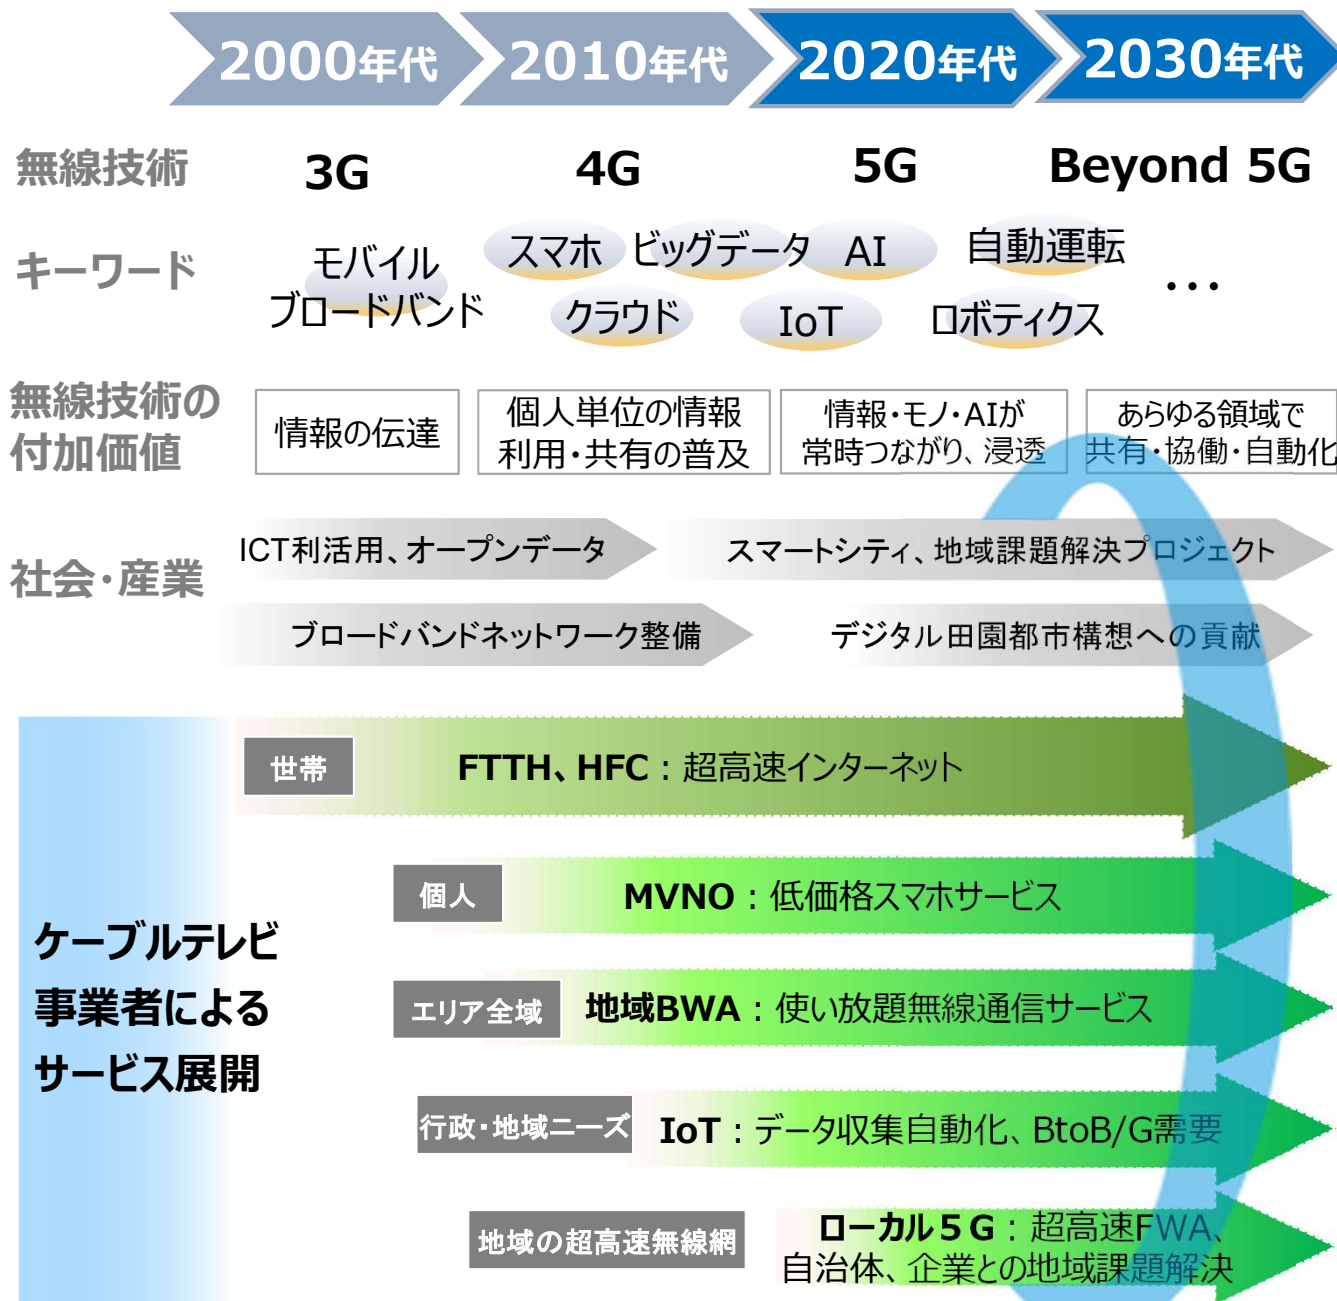 2000年代
2010年代
2020年代
2030年代
無線技術
3G
4G
5G
Beyond 5G
キーワード
モバイル
ブロードバンド
スマホ
ビッグデータ
AI
自動運転
クラウド
IoT
ロボティクス
…
無線技術の
付加価値
情報の伝達
個人単位の情報
利用・共有の普及
情報・モノ・AIが
常時つながり、浸透
あらゆる領域で
共有・協働・自動化
社会・産業
ICT利活用、オープンデータ
スマートシティ、地域課題解決プロジェクト
ブロードバンドネットワーク整備
デジタル田園都市構想への貢献
ケーブルテレビ
事業者による
サービス展開
世帯
FTTH、HFC：超高速インターネット
個人
MVNO：低価格スマホサービス
エリア全域
地域BWA：使い放題無線通信サービス
行政・地域ニーズ
IoT：データ収集自動化、BtoB/G需要
地域の超高速無線網
ローカル５G：超高速FWA、
自治体、企業との地域課題解決